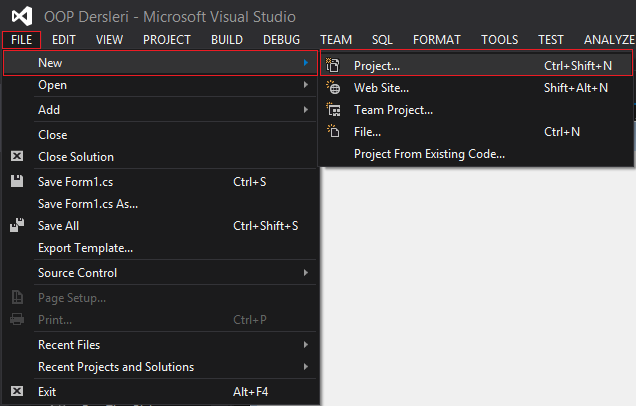 OOP Dersleri - Microsoft Visual Studio
FILE EDIT VIEW PROJECT BUILD DEBUG TEAM SQL FORMAT TOOLS TEST ANALYZE
New
Open
Add
Close
Close Solution
Save Form1.cs Ctrl+S
Save Form1.cs As...
Save All Ctrl+Shift+S
Export Template...
Source Control
Page Setup...
Print... Ctrl+P
Recent Files
Recent Projects and Solutions
Exit Alt+F4
Project... Ctrl+Shift+N
Web Site... Shift+Alt+N
Team Project...
File... Ctrl+N
Project From Existing Code...